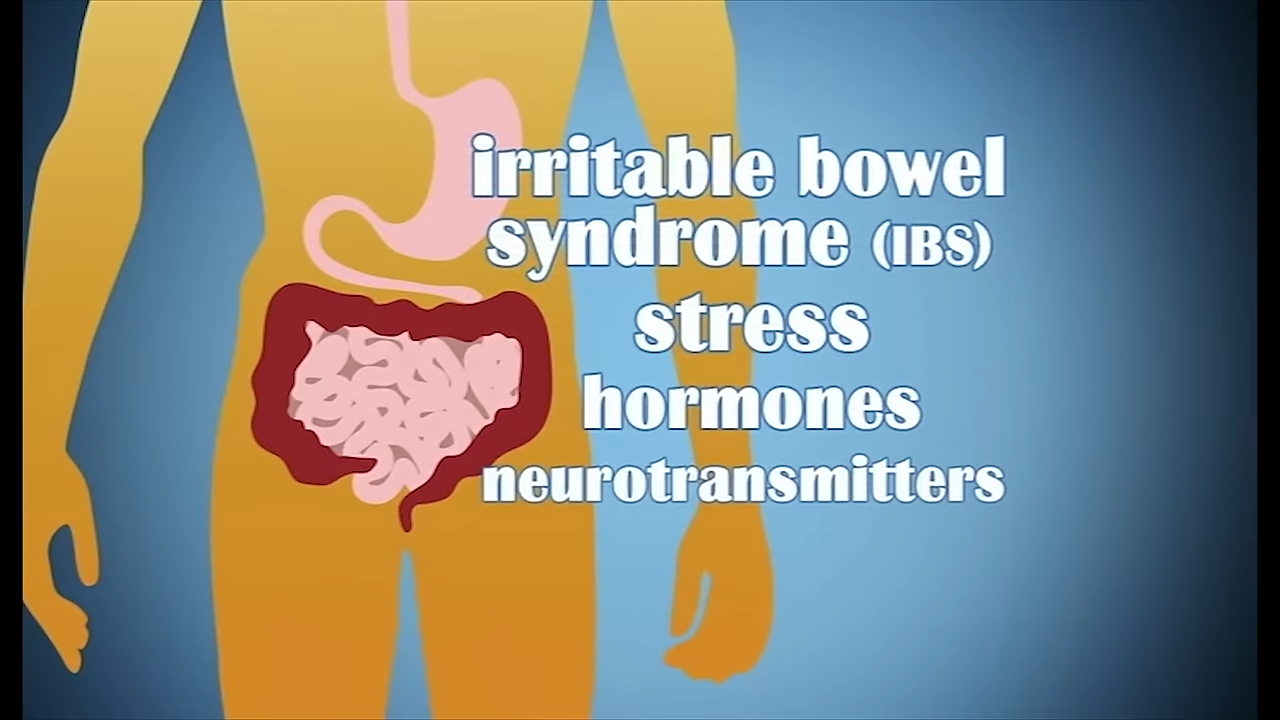 irritable bowel
syndrome (IBS)
stress
hormones
neurotransmitters